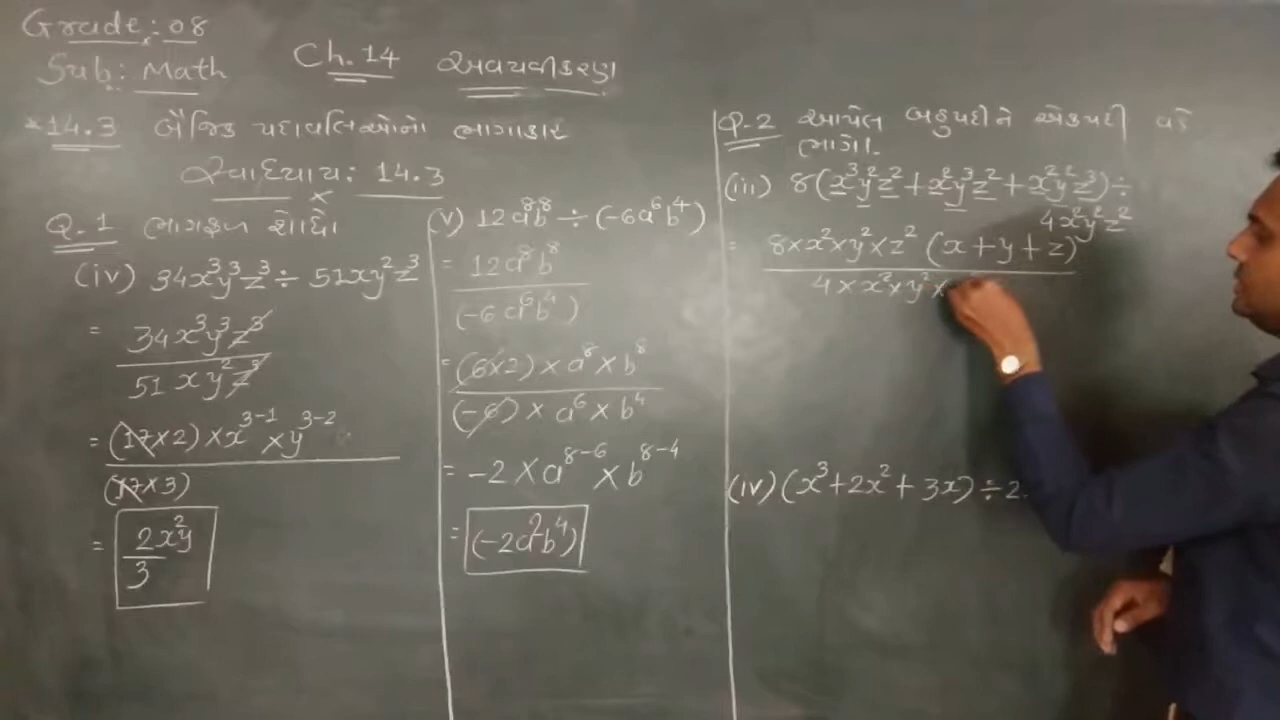 Grade: 08
Sub: Math
Ch. 14 અવયવીકરણ
* 14.3 બૈજિક પદાવલિઓનો ભાગાકાર
સ્વાધ્યાય: 14.3
Q.1 ભાગફળ શોધો
(iv) 34x³y³z³ ÷ 51xy²z³
= 34x³y³z³
51xy²z³
= (17×2) × x³⁻¹ × y³⁻²
(17×3)
= 2x²y
3
(v) 12a⁸b⁸ ÷ (-6a⁶b⁴)
= 12a⁸b⁸
(-6a⁶b⁴)
= (6×2) × a⁸ × b⁸
(-6) × a⁶ × b⁴
= -2 × a⁸⁻⁶ × b⁸⁻⁴
= (-2a²b⁴)
Q.2 આપેલ બહુપદીને એકપદી વડે
ભાગો.
(iii) 8(x³y²z² + x²y³z² + x²y²z³) ÷
4x²y²z²
= 8 × x² × y² × z² (x + y + z)
4 × x² × y² ×
(iv) (x³ + 2x² + 3x) ÷ 2